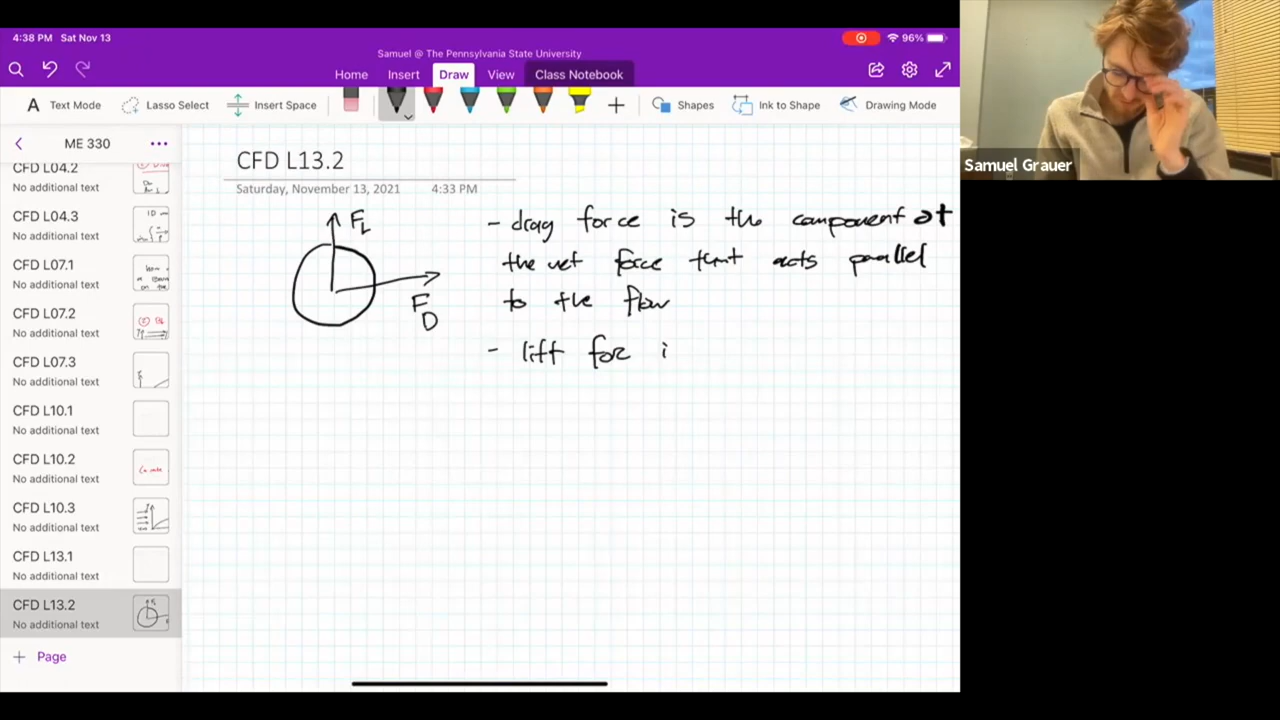 4:38 PM Sat Nov 13
96%
Samuel @ The Pennsylvania State University
Home Insert Draw View Class Notebook
A Text Mode Lasso Select Insert Space Shapes Ink to Shape Drawing Mode
ME 330
CFD L04.2
No additional text
CFD L04.3
No additional text
CFD L07.1
No additional text
CFD L07.2
No additional text
CFD L07.3
No additional text
CFD L10.1
No additional text
CFD L10.2
No additional text
CFD L10.3
No additional text
CFD L13.1
No additional text
CFD L13.2
No additional text
+ Page
CFD L13.2
Saturday, November 13, 2021 4:33 PM
FL
FD
- drag force is the component of
the net force that acts parallel
to the flow
- lift for i
Samuel Grauer